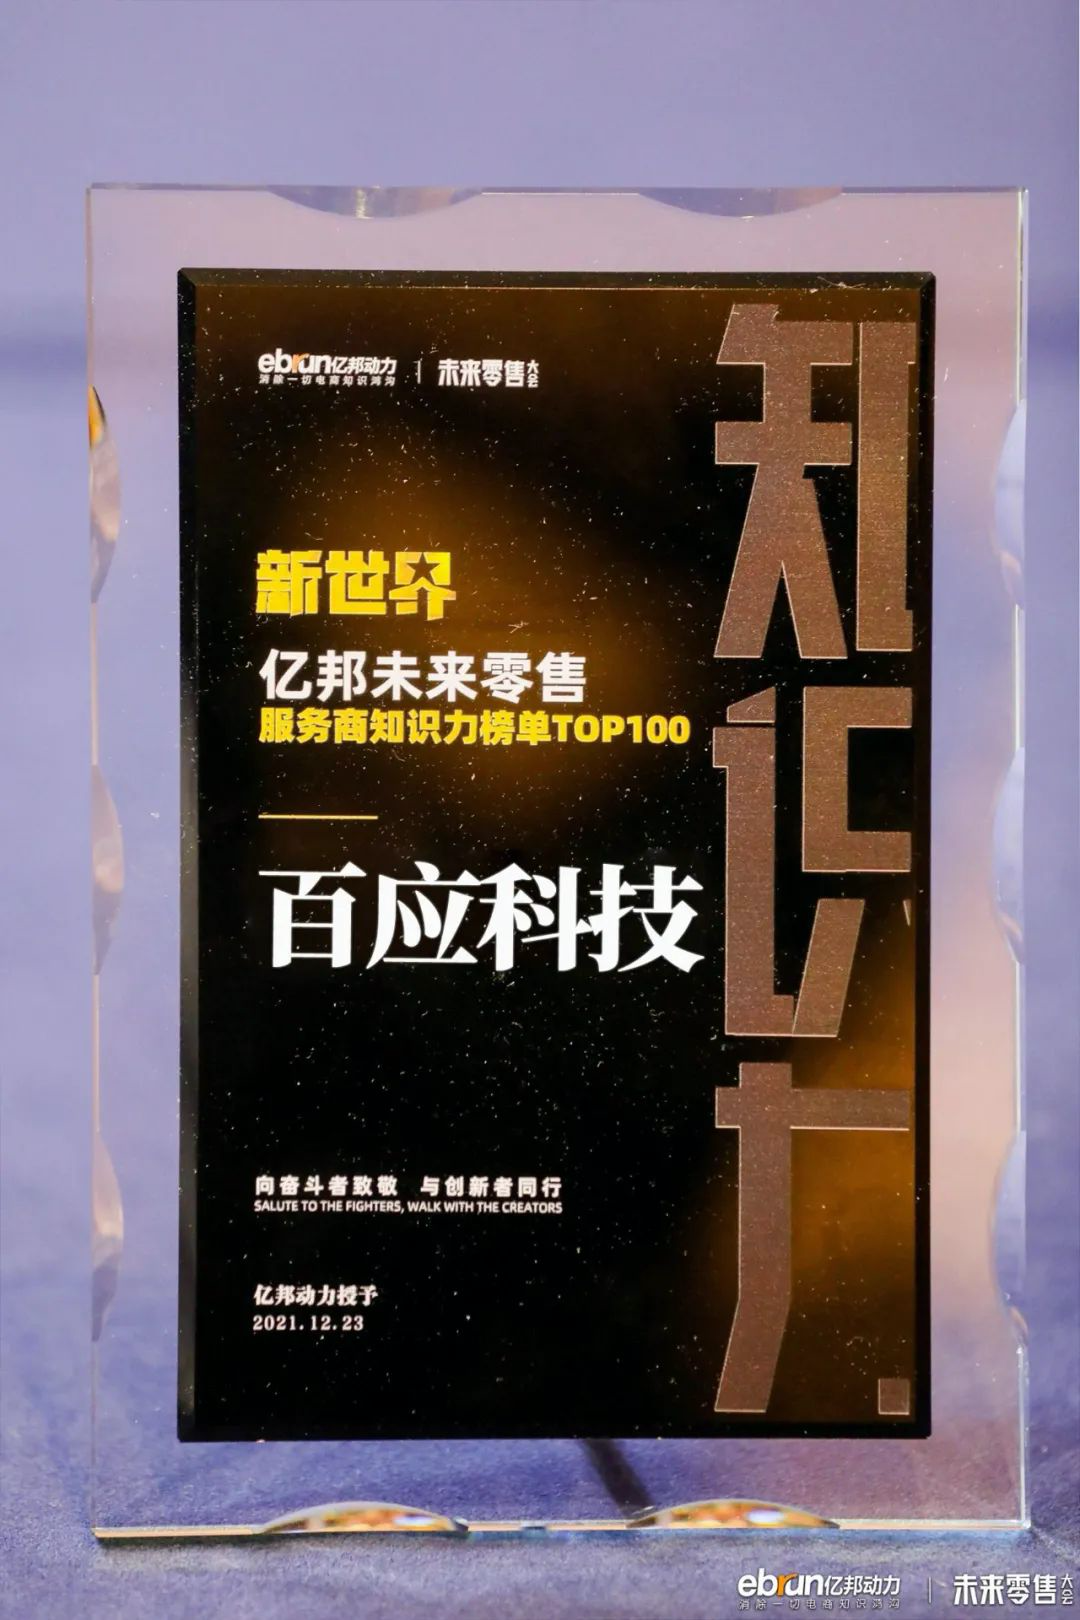 ebrun亿邦动力 | 未来零售大会
消除一切电商知识鸿沟
新世界
亿邦未来零售
服务商知识力榜单TOP100
百应科技
向奋斗者致敬 与创新者同行
SALUTE TO THE FIGHTERS, WALK WITH THE CREATORS
亿邦动力授予
2021.12.23
知识力
ebrun亿邦动力 | 未来零售大会
消除一切电商知识鸿沟